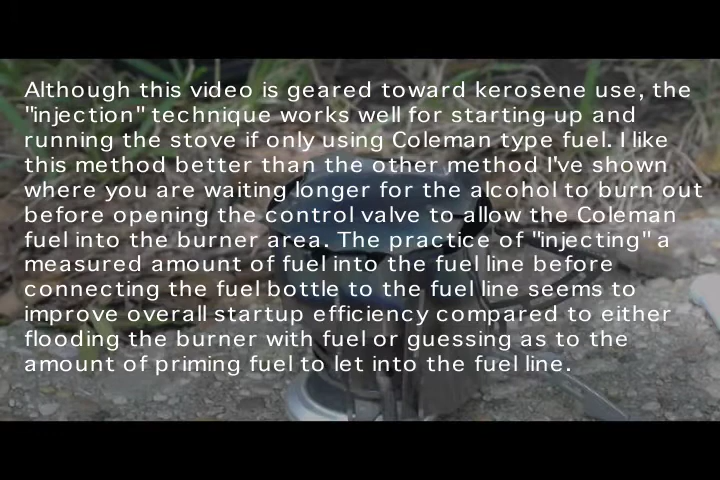 Although this video is geared toward kerosene use, the
"injection" technique works well for starting up and
running the stove if only using Coleman type fuel. I like
this method better than the other method I've shown
where you are waiting longer for the alcohol to burn out
before opening the control valve to allow the Coleman
fuel into the burner area. The practice of "injecting" a
measured amount of fuel into the fuel line before
connecting the fuel bottle to the fuel line seems to
improve overall startup efficiency compared to either
flooding the burner with fuel or guessing as to the
amount of priming fuel to let into the fuel line.